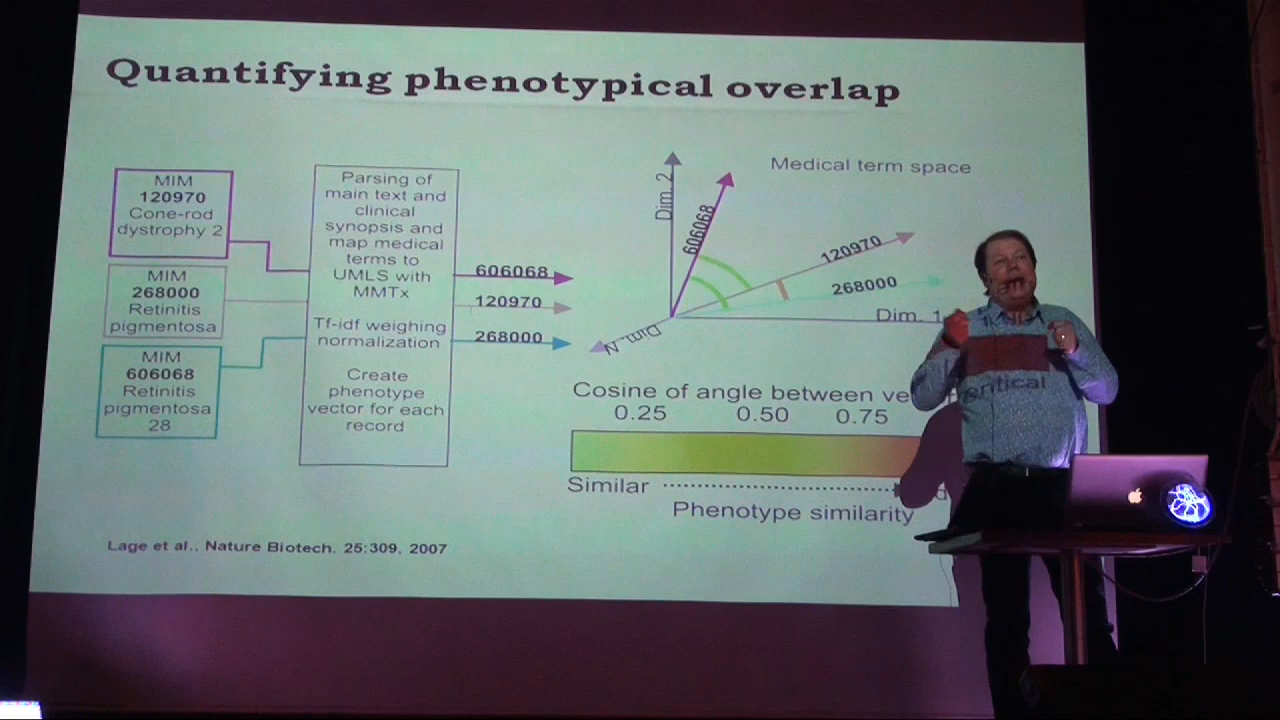 Quantifying phenotypical overlap
MIM
120970
Cone-rod
dystrophy 2
MIM
268000
Retinitis
pigmentosa
MIM
606068
Retinitis
pigmentosa
28
Parsing of
main text and
clinical
synopsis and
map medical
terms to
UMLS with
MMTx
Tf-idf weighing
normalization
Create
phenotype
vector for each
record
606068
120970
268000
Medical term space
Dim. 2
606068
120970
268000
Dim. 1
Dim. N
Cosine of angle between
0.25 0.50 0.75
Similar
Phenotype similarity
Lage et al., Nature Biotech. 25:309, 2007